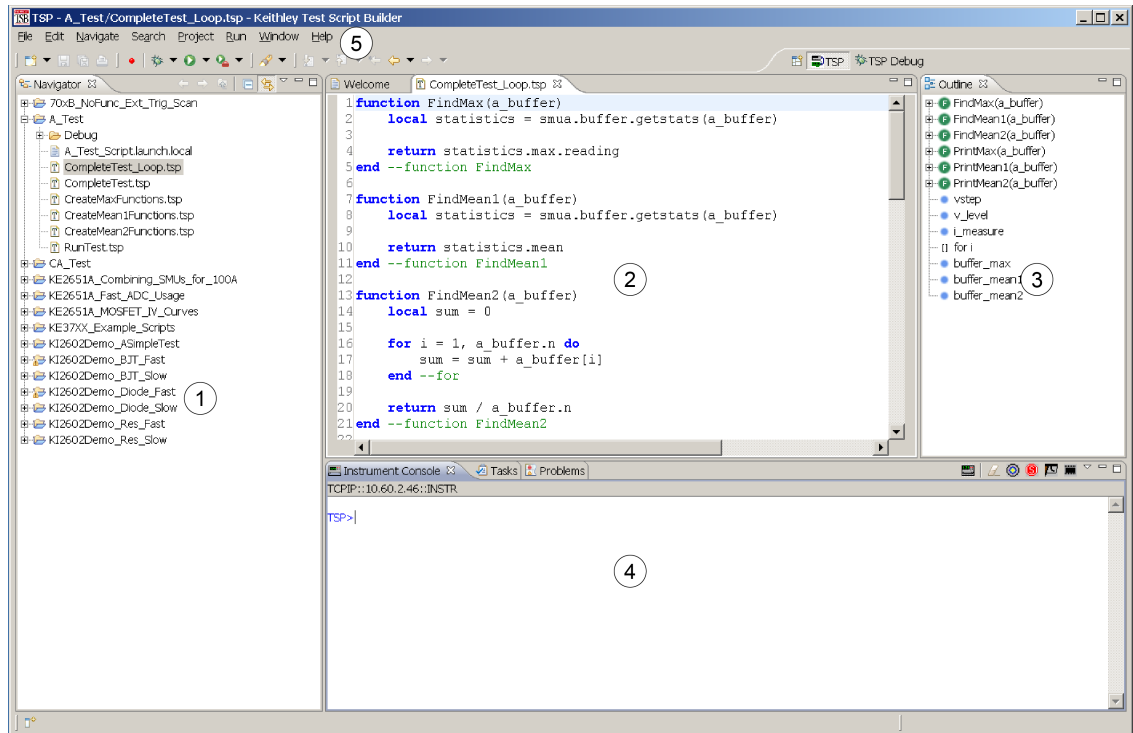 TSP - A_Test/CompleteTest_Loop.tsp - Keithley Test Script Builder
File Edit Navigate Search Project Run Window Help
5
TSP TSP Debug
Navigator
70xB_NoFunc_Ext_Trig_Scan
A_Test
Debug
A_Test_Script.launch.local
CompleteTest_Loop.tsp
CompleteTest.tsp
CreateMaxFunctions.tsp
CreateMean1Functions.tsp
CreateMean2Functions.tsp
RunTest.tsp
CA_Test
KE2651A_Combining_SMUs_for_100A
KE2651A_Fast_ADC_Usage
KE2651A_MOSFET_IV_Curves
KE37XX_Example_Scripts
KI2602Demo_ASimpleTest
KI2602Demo_BJT_Fast
KI2602Demo_BJT_Slow
KI2602Demo_Diode_Fast
KI2602Demo_Diode_Slow
KI2602Demo_Res_Fast
KI2602Demo_Res_Slow
1
Welcome CompleteTest_Loop.tsp
1 function FindMax(a_buffer)
2 local statistics = smua.buffer.getstats(a_buffer)
3
4 return statistics.max.reading
5 end --function FindMax
6
7 function FindMean1(a_buffer)
8 local statistics = smua.buffer.getstats(a_buffer)
9
10 return statistics.mean
11 end --function FindMean1
12
13 function FindMean2(a_buffer)
14 local sum = 0
15
16 for i = 1, a_buffer.n do
17 sum = sum + a_buffer[i]
18 end --for
19
20 return sum / a_buffer.n
21 end --function FindMean2
22
2
Outline
FindMax(a_buffer)
FindMean1(a_buffer)
FindMean2(a_buffer)
PrintMax(a_buffer)
PrintMean1(a_buffer)
PrintMean2(a_buffer)
vstep
v_level
i_measure
for i
buffer_max
buffer_mean1
buffer_mean2
3
Instrument Console Tasks Problems
TCPIP::10.60.2.46::INSTR
TSP>
4